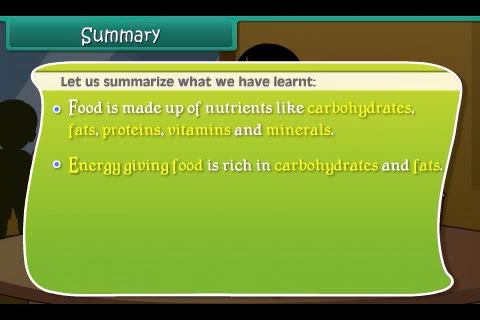 Summary
Let us summarize what we have learnt:
Food is made up of nutrients like carbohydrates,
fats, proteins, vitamins and minerals.
Energy giving food is rich in carbohydrates and fats.